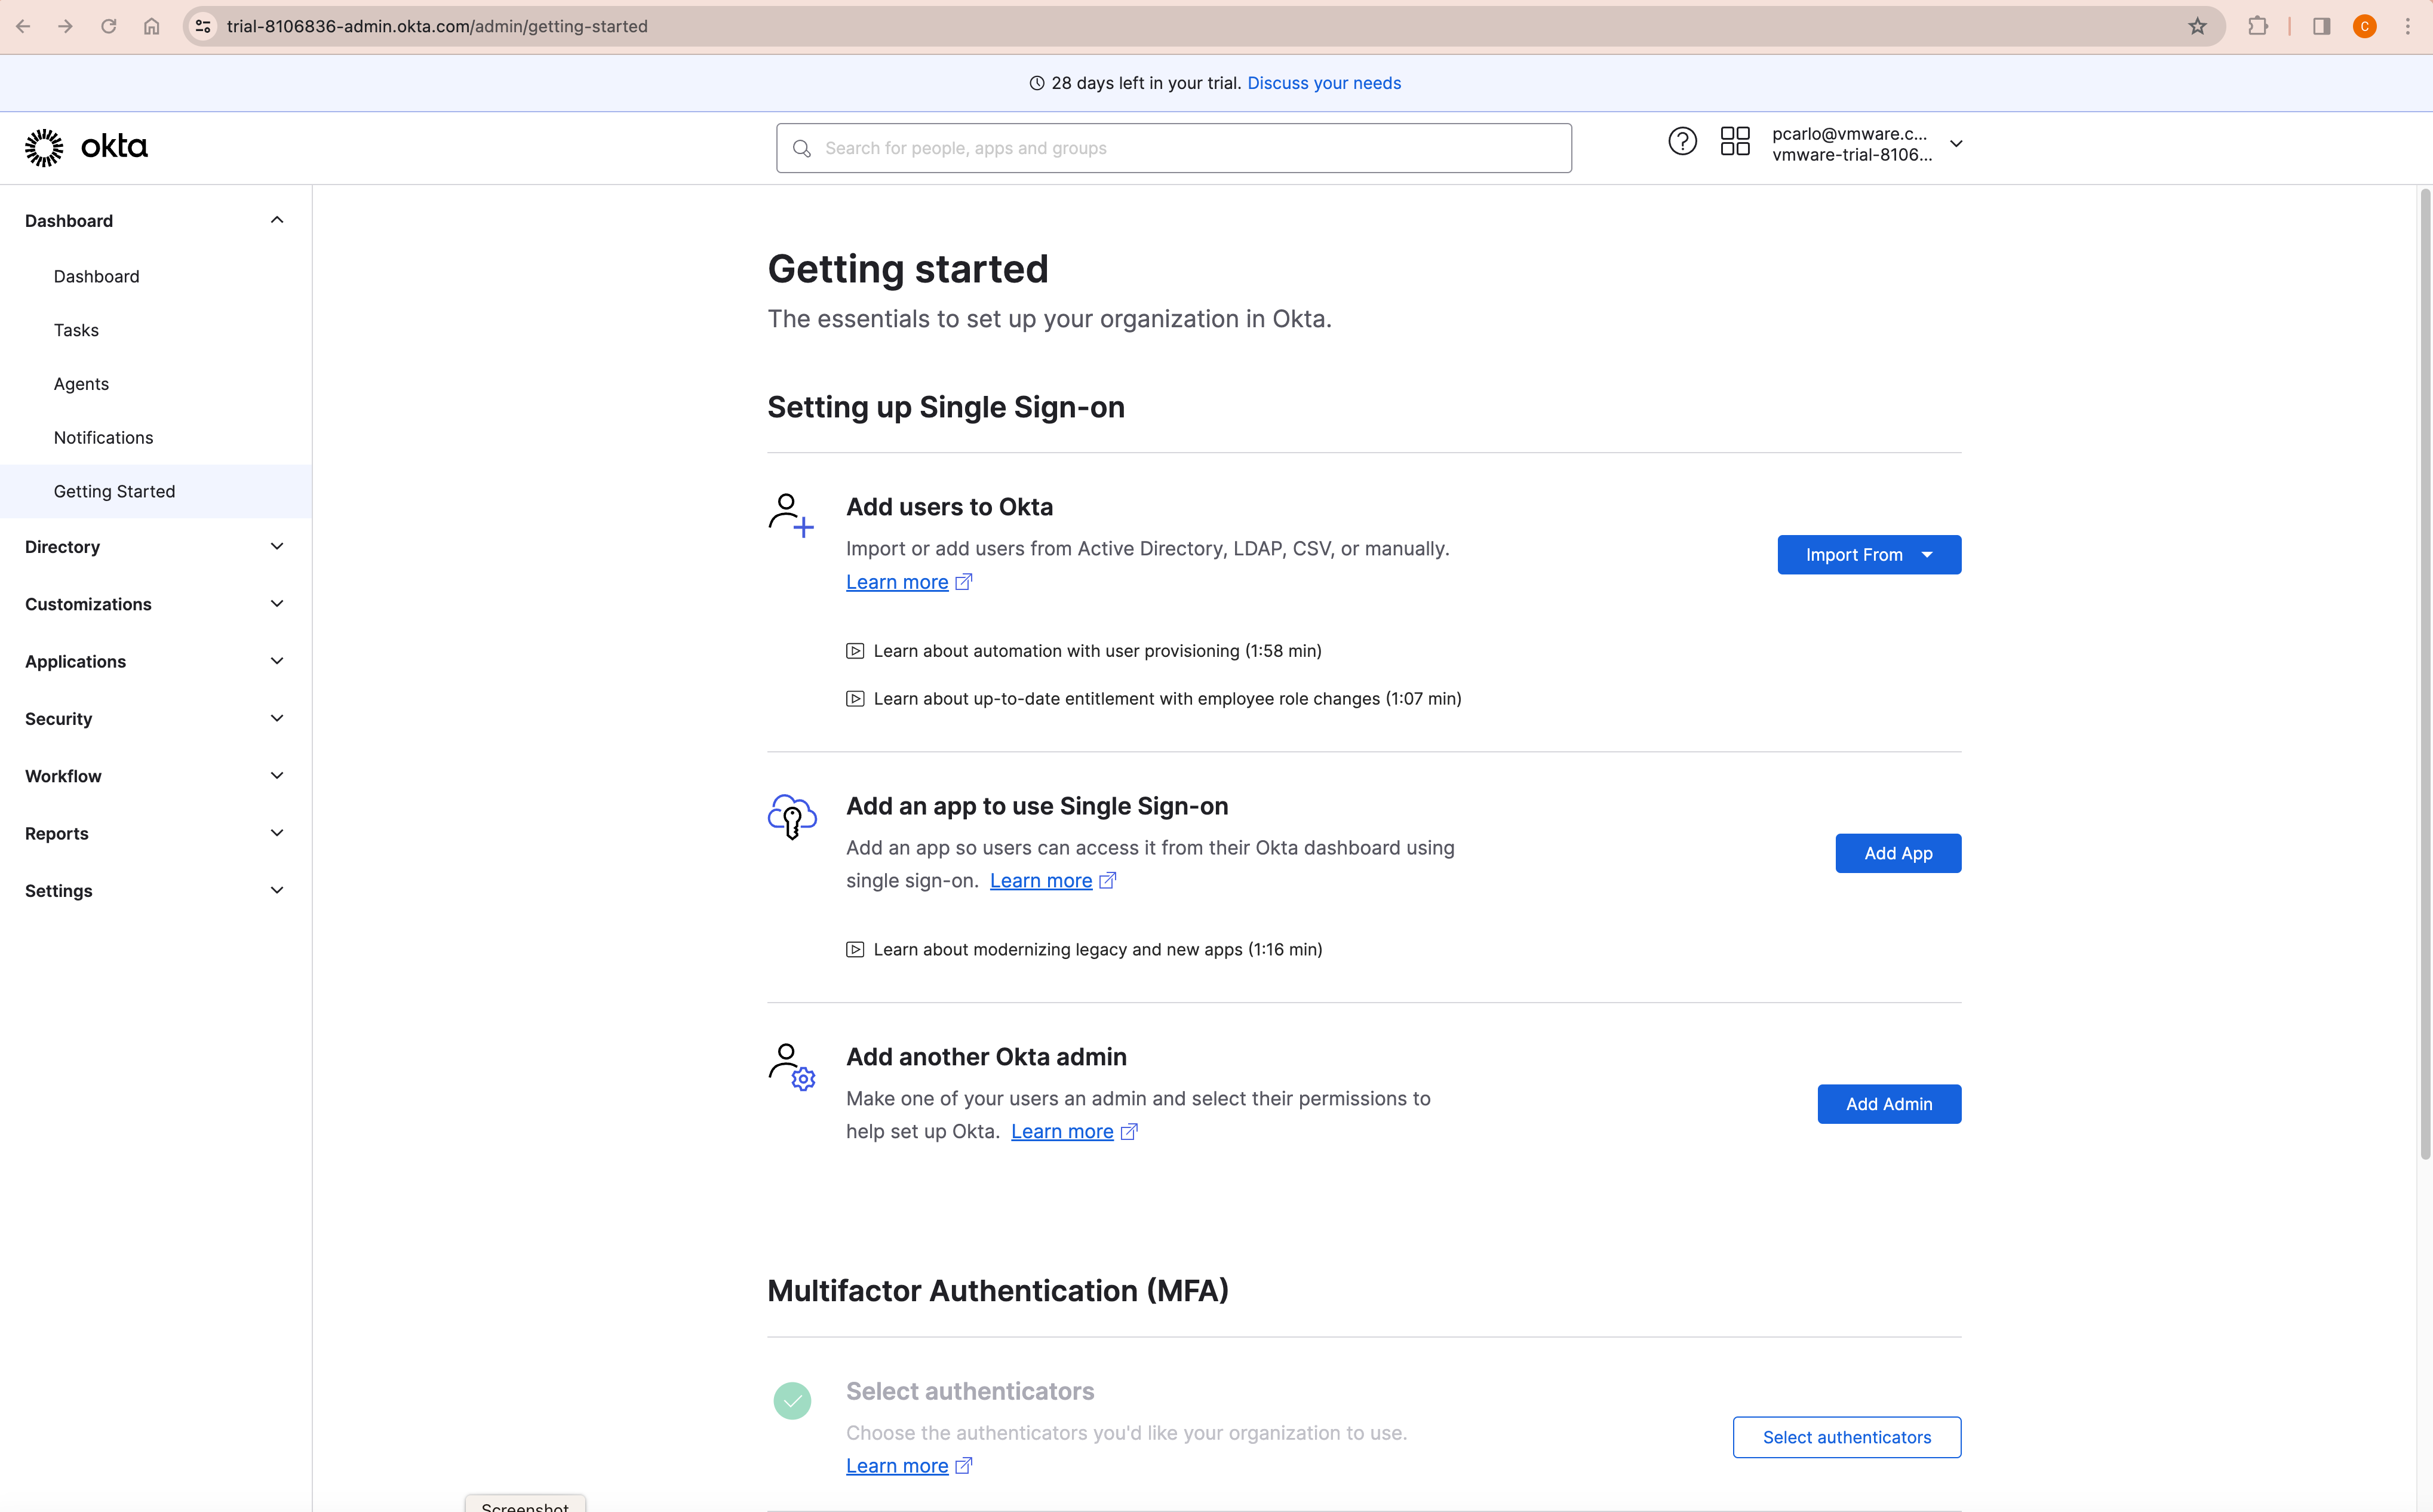 trial-8106836-admin.okta.com/admin/getting-started
C
28 days left in your trial. Discuss your needs
okta
Search for people, apps and groups
pcarlo@vmware.c...
vmware-trial-8106...
Dashboard
Dashboard
Tasks
Agents
Notifications
Getting Started
Directory
Customizations
Applications
Security
Workflow
Reports
Settings
Getting started
The essentials to set up your organization in Okta.
Setting up Single Sign-on
Add users to Okta
Import or add users from Active Directory, LDAP, CSV, or manually.
Learn more
Import From
Learn about automation with user provisioning (1:58 min)
Learn about up-to-date entitlement with employee role changes (1:07 min)
Add an app to use Single Sign-on
Add an app so users can access it from their Okta dashboard using
single sign-on. Learn more
Add App
Learn about modernizing legacy and new apps (1:16 min)
Add another Okta admin
Make one of your users an admin and select their permissions to
help set up Okta. Learn more
Add Admin
Multifactor Authentication (MFA)
Select authenticators
Choose the authenticators you'd like your organization to use.
Learn more
Select authenticators
Screenshot